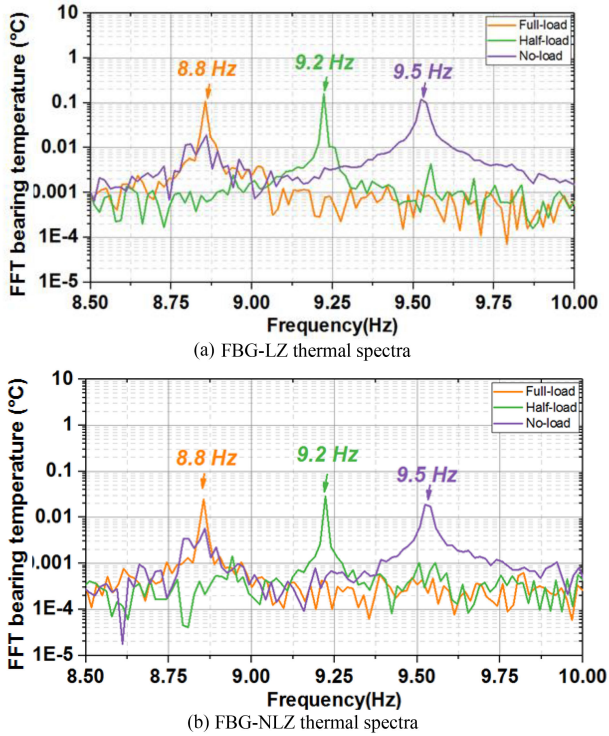 FFT bearing temperature (°C)
10
1
0.1
0.01
0.001
1E-4
1E-5
8.8 Hz
9.2 Hz
9.5 Hz
Full-load
Half-load
No-load
8.50 8.75 9.00 9.25 9.50 9.75 10.00
Frequency(Hz)
(a) FBG-LZ thermal spectra
FFT bearing temperature (°C)
10
1
0.1
0.01
0.001
1E-4
1E-5
8.8 Hz
9.2 Hz
9.5 Hz
Full-load
Half-load
No-load
8.50 8.75 9.00 9.25 9.50 9.75 10.00
Frequency(Hz)
(b) FBG-NLZ thermal spectra